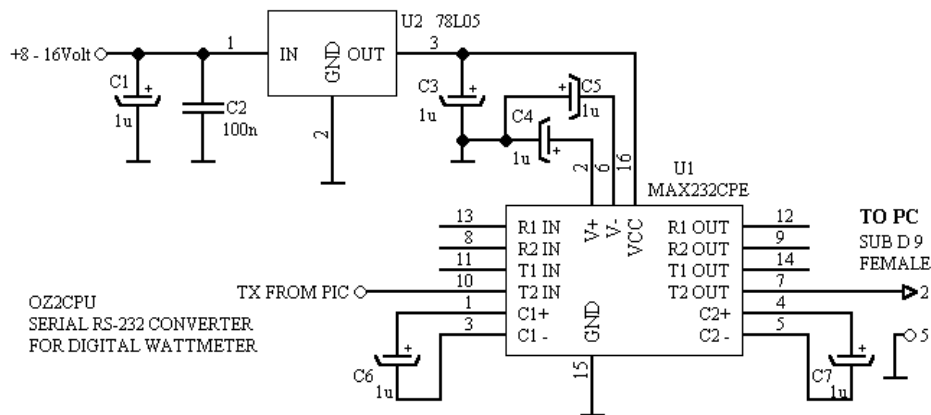 U2 78L05
+8 - 16Volt
1
IN
GND
OUT
3
2
C1
+
1u
C2
100n
C3
+
1u
C4
+
1u
C5
+
1u
2
6
16
U1
MAX232CPE
13
R1 IN
8
R2 IN
11
T1 IN
TX FROM PIC
10
T2 IN
1
C1+
3
C1 -
V+
V-
VCC
GND
15
R1 OUT
12
R2 OUT
9
T1 OUT
14
T2 OUT
7
C2+
4
C2 -
5
TO PC
SUB D 9
FEMALE
2
5
OZ2CPU
SERIAL RS-232 CONVERTER
FOR DIGITAL WATTMETER
C6
+
1u
C7
+
1u